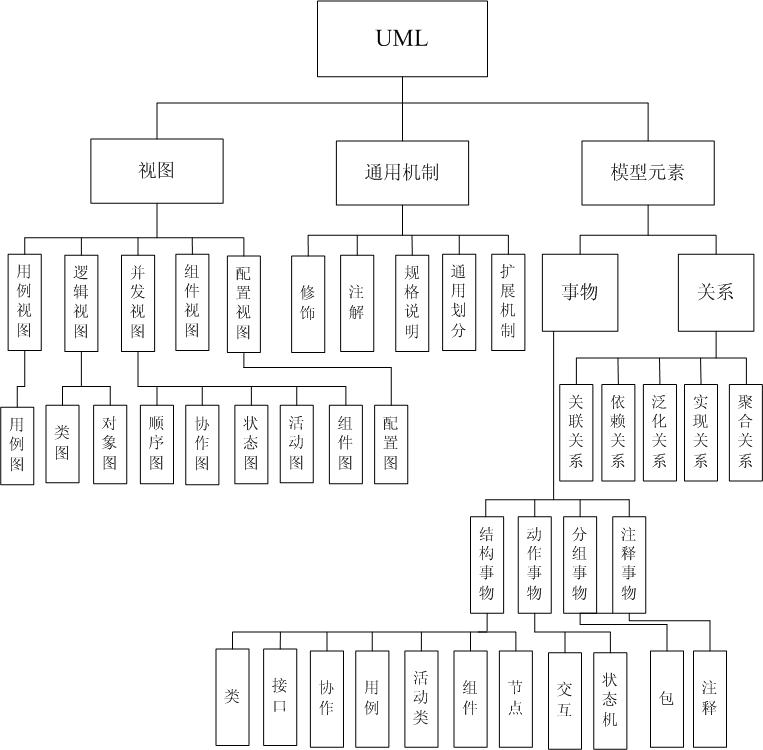 UML
视图
通用机制
模型元素
用例视图
逻辑视图
并发视图
组件视图
配置视图
修饰
注解
规格说明
通用划分
扩展机制
事物
关系
用例图
类图
对象图
顺序图
协作图
状态图
活动图
组件图
配置图
关联关系
依赖关系
泛化关系
实现关系
聚合关系
结构事物
动作事物
分组事物
注释事物
类
接口
协作
用例
活动类
组件
节点
交互
状态机
包
注释